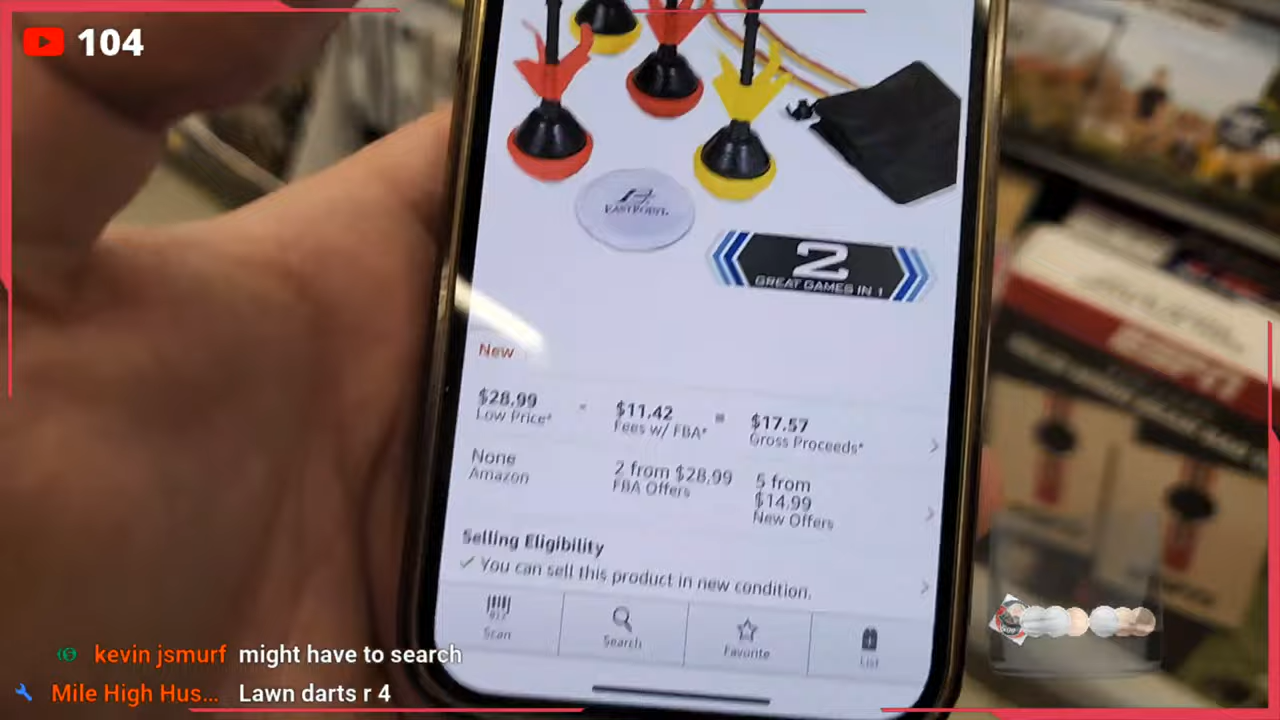 104
EASTPOINT
2
GREAT GAMES IN 1
New
$28.99 - $11.42 = $17.57
Low Price* Fees w/ FBA* Gross Proceeds*
None 2 from $28.99 5 from
Amazon FBA Offers $14.99
New Offers
Selling Eligibility
✓ You can sell this product in new condition.
Scan Search Favorite List
ESPN
kevin jsmurf might have to search
Mile High Hus... Lawn darts r 4